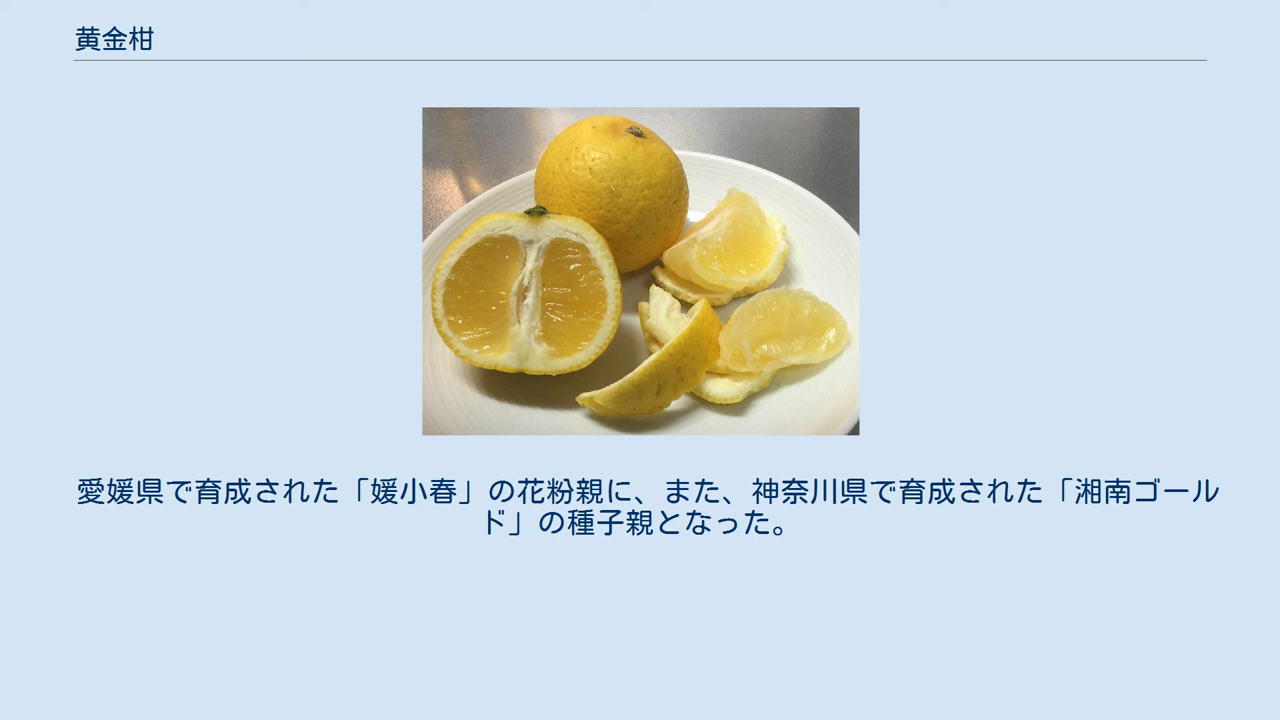 黄金柑
愛媛県で育成された「媛小春」の花粉親に、また、神奈川県で育成された「湘南ゴール
ド」の種子親となった。